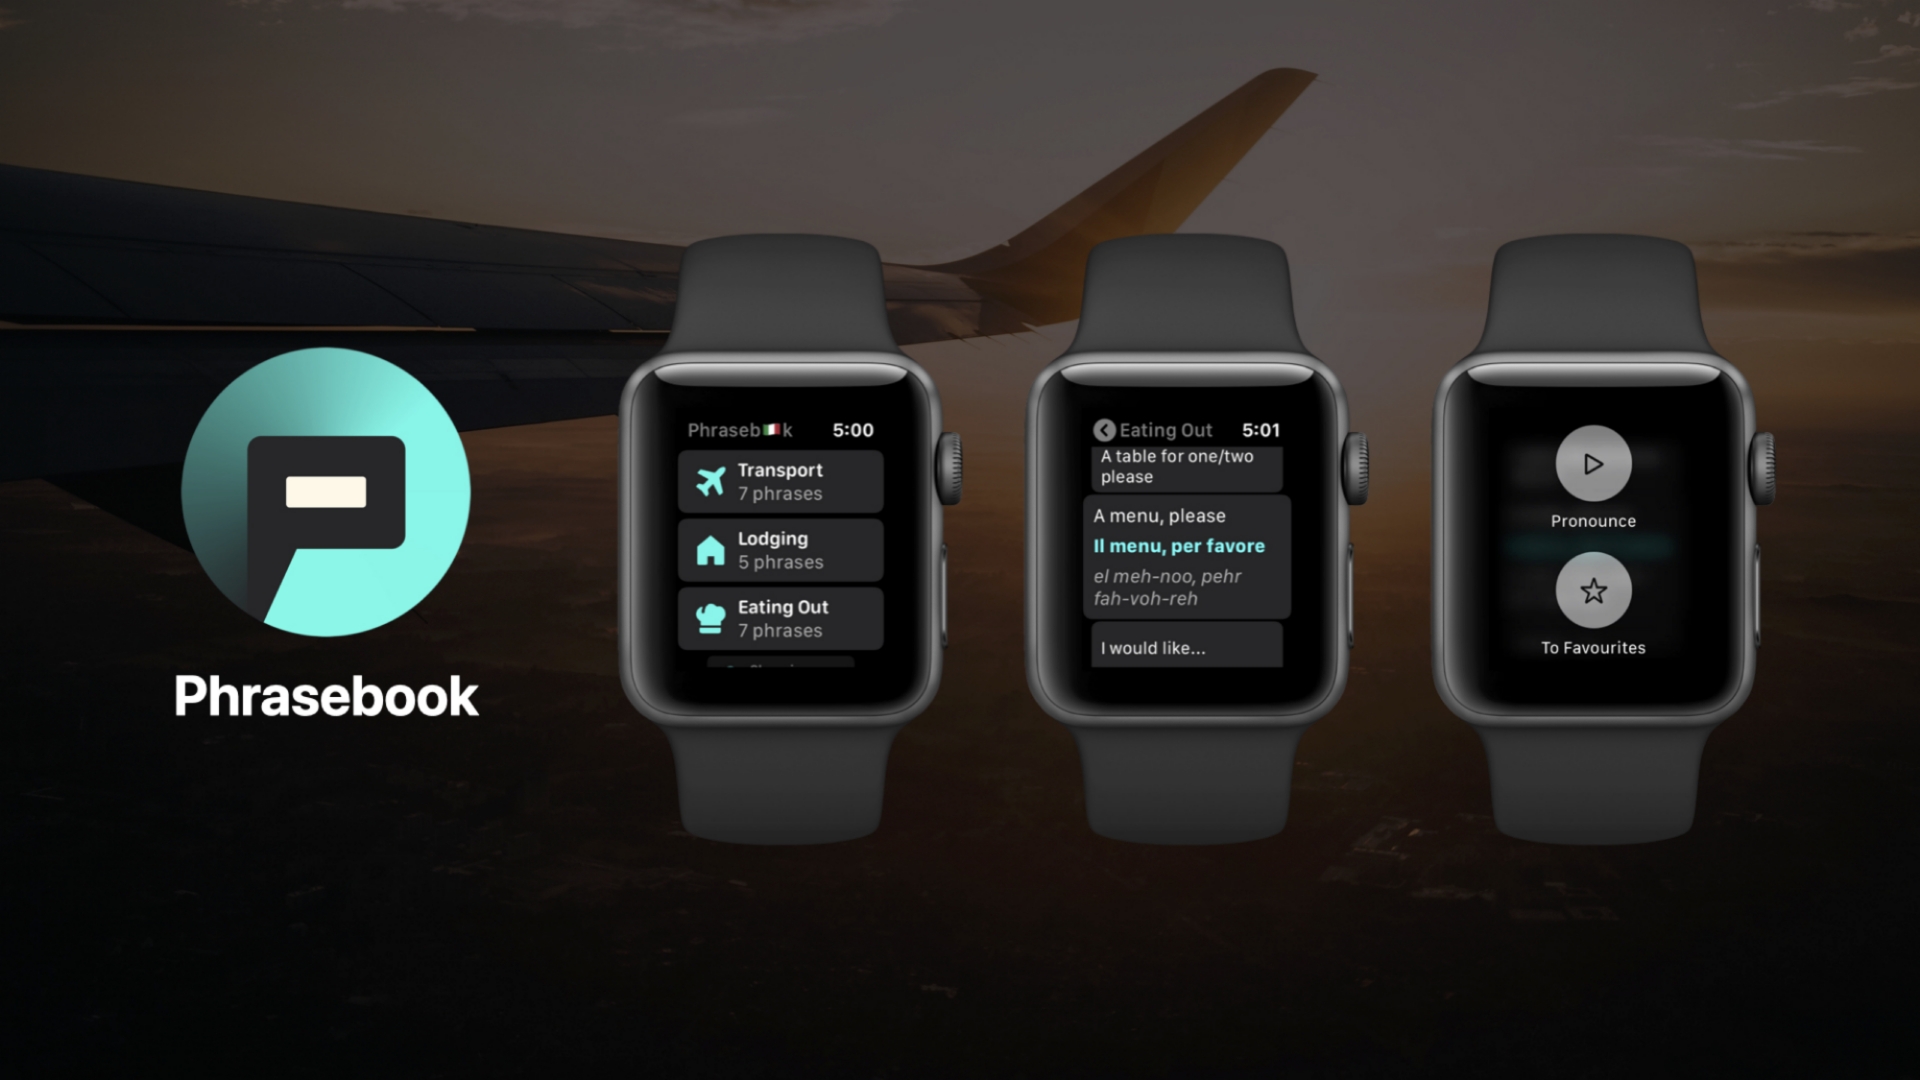 Phrasebook
Phraseb🇮🇹k 5:00
Transport
7 phrases
Lodging
5 phrases
Eating Out
7 phrases
Eating Out 5:01
A table for one/two
please
A menu, please
Il menu, per favore
el meh-noo, pehr
fah-voh-reh
I would like...
Pronounce
To Favourites